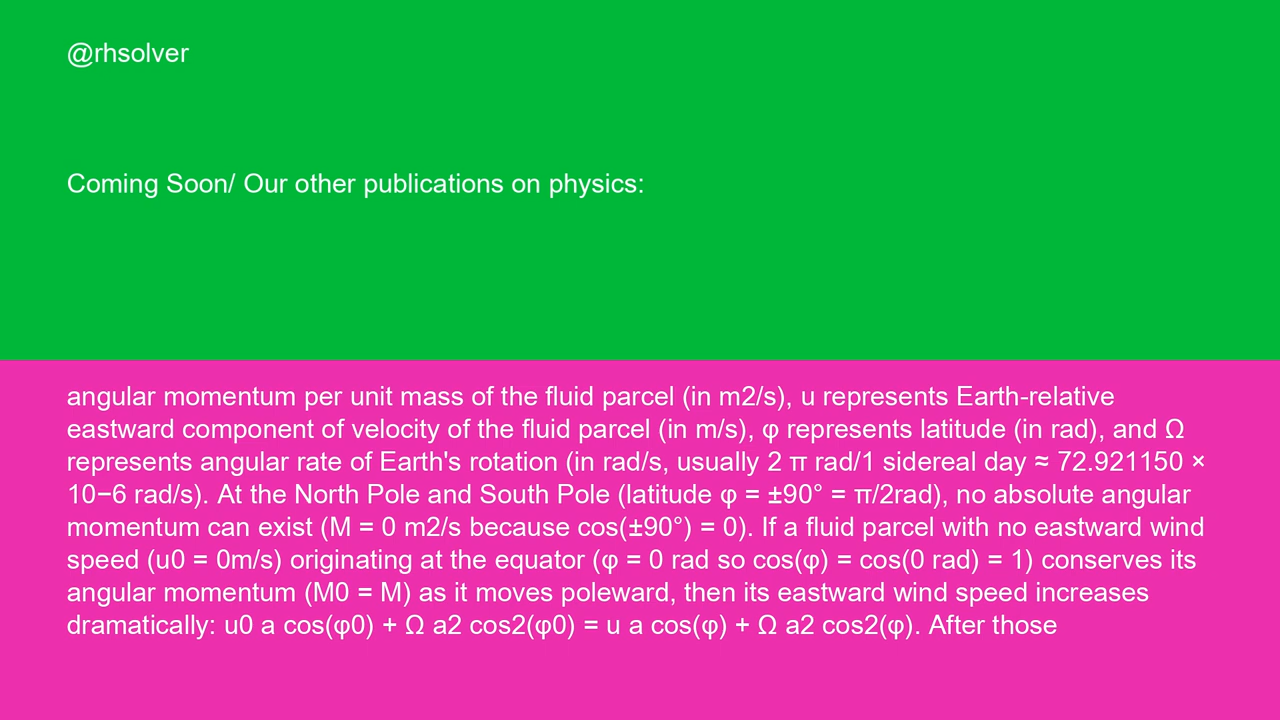 @rhsolver
Coming Soon/ Our other publications on physics:
angular momentum per unit mass of the fluid parcel (in m2/s), u represents Earth-relative
eastward component of velocity of the fluid parcel (in m/s), φ represents latitude (in rad), and Ω
represents angular rate of Earth's rotation (in rad/s, usually 2 π rad/1 sidereal day ≈ 72.921150 ×
10−6 rad/s). At the North Pole and South Pole (latitude φ = ±90° = π/2rad), no absolute angular
momentum can exist (M = 0 m2/s because cos(±90°) = 0). If a fluid parcel with no eastward wind
speed (u0 = 0m/s) originating at the equator (φ = 0 rad so cos(φ) = cos(0 rad) = 1) conserves its
angular momentum (M0 = M) as it moves poleward, then its eastward wind speed increases
dramatically: u0 a cos(φ0) + Ω a2 cos2(φ0) = u a cos(φ) + Ω a2 cos2(φ). After those